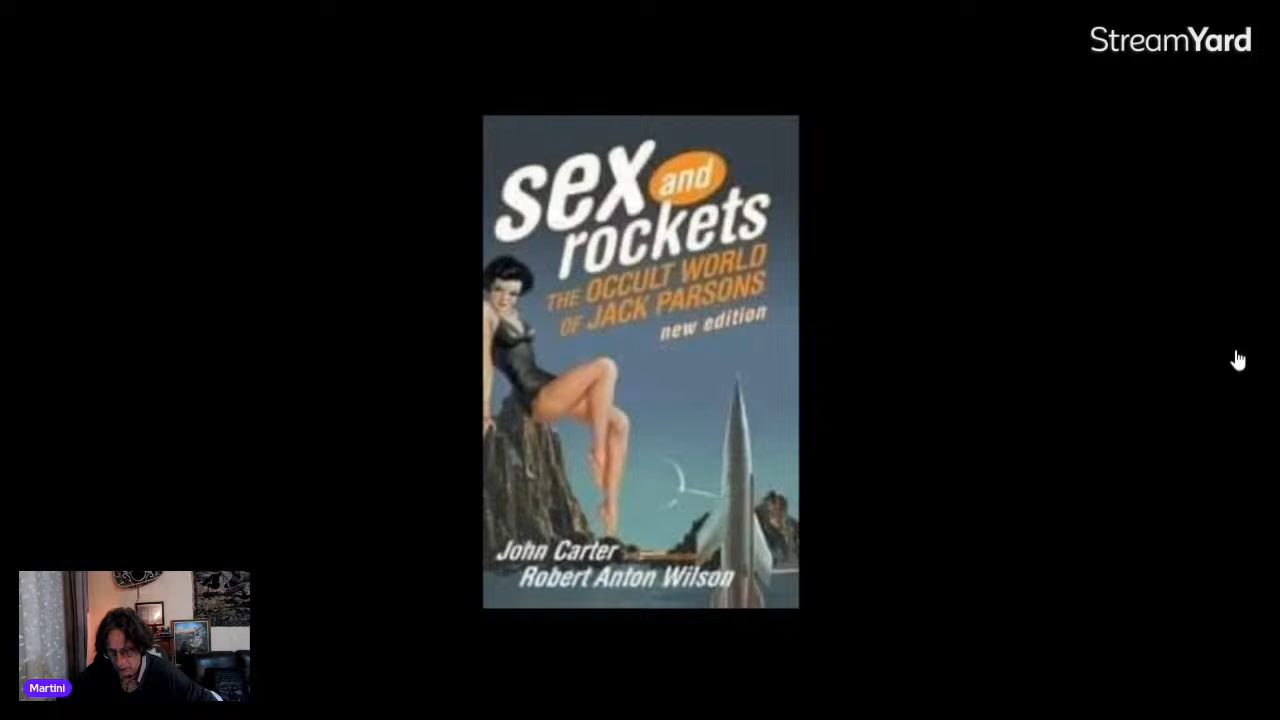 StreamYard
sex and
rockets
THE OCCULT WORLD
OF JACK PARSONS
new edition
John Carter
Robert Anton Wilson
Martini